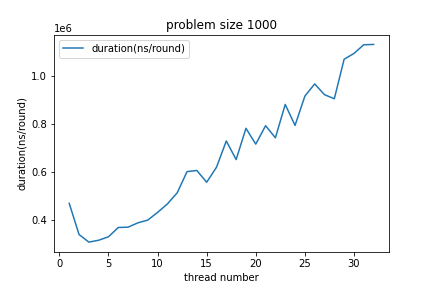 problem size 1000
1e6
duration(ns/round)
1.0
0.8
0.6
0.4
duration(ns/round)
0 5 10 15 20 25 30
thread number